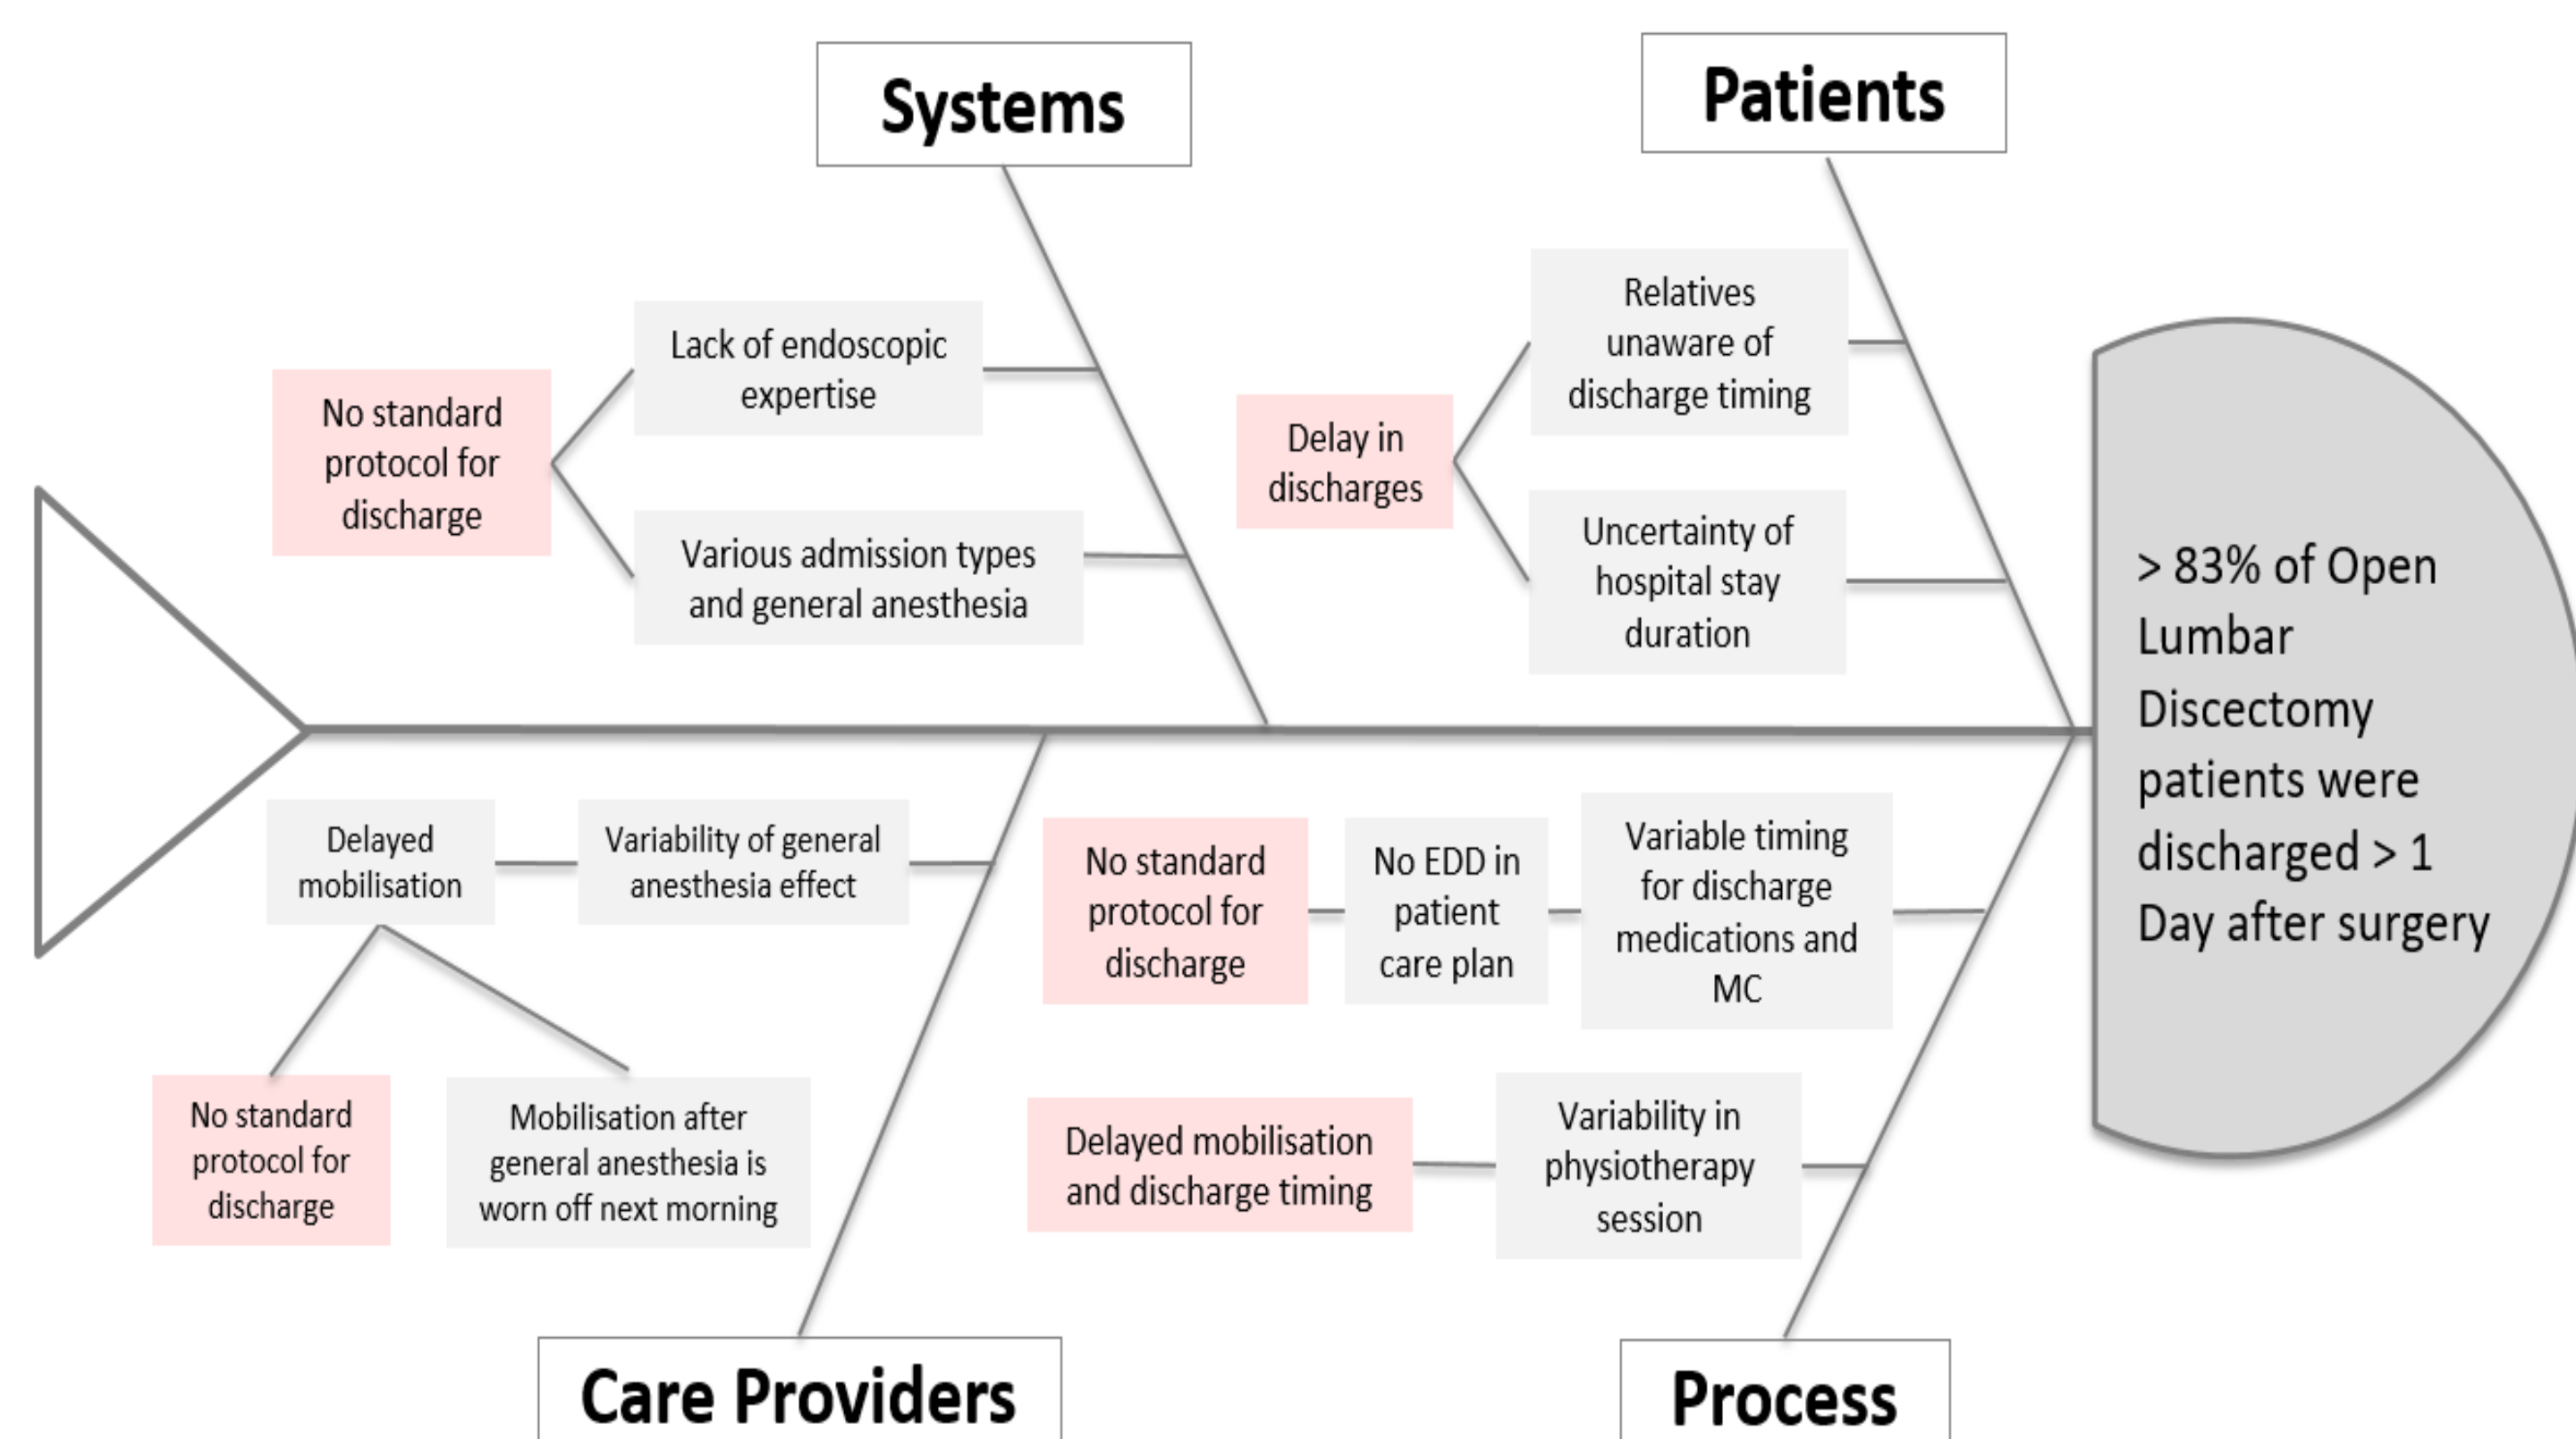 Systems
Patients
Lack of endoscopic
expertise
No standard
protocol for
discharge
Various admission types
and general anesthesia
Relatives
unaware of
discharge timing
Delay in
discharges
Uncertainty of
hospital stay
duration
> 83% of Open
Lumbar
Discectomy
patients were
discharged > 1
Day after surgery
Delayed
mobilisation
Variability of general
anesthesia effect
No standard
protocol for
discharge
Mobilisation after
general anesthesia is
worn off next morning
No standard
protocol for
discharge
No EDD in
patient
care plan
Variable timing
for discharge
medications and
MC
Delayed mobilisation
and discharge timing
Variability in
physiotherapy
session
Care Providers
Process